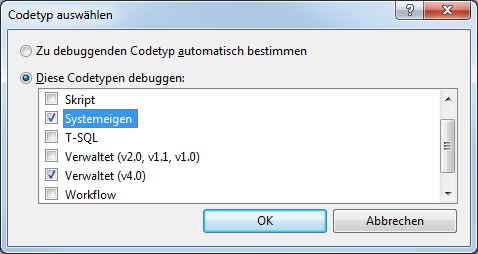 Codetyp auswählen
Zu debuggenden Codetyp automatisch bestimmen
Diese Codetypen debuggen:
Skript
Systemeigen
T-SQL
Verwaltet (v2.0, v1.1, v1.0)
Verwaltet (v4.0)
Workflow
OK Abbrechen